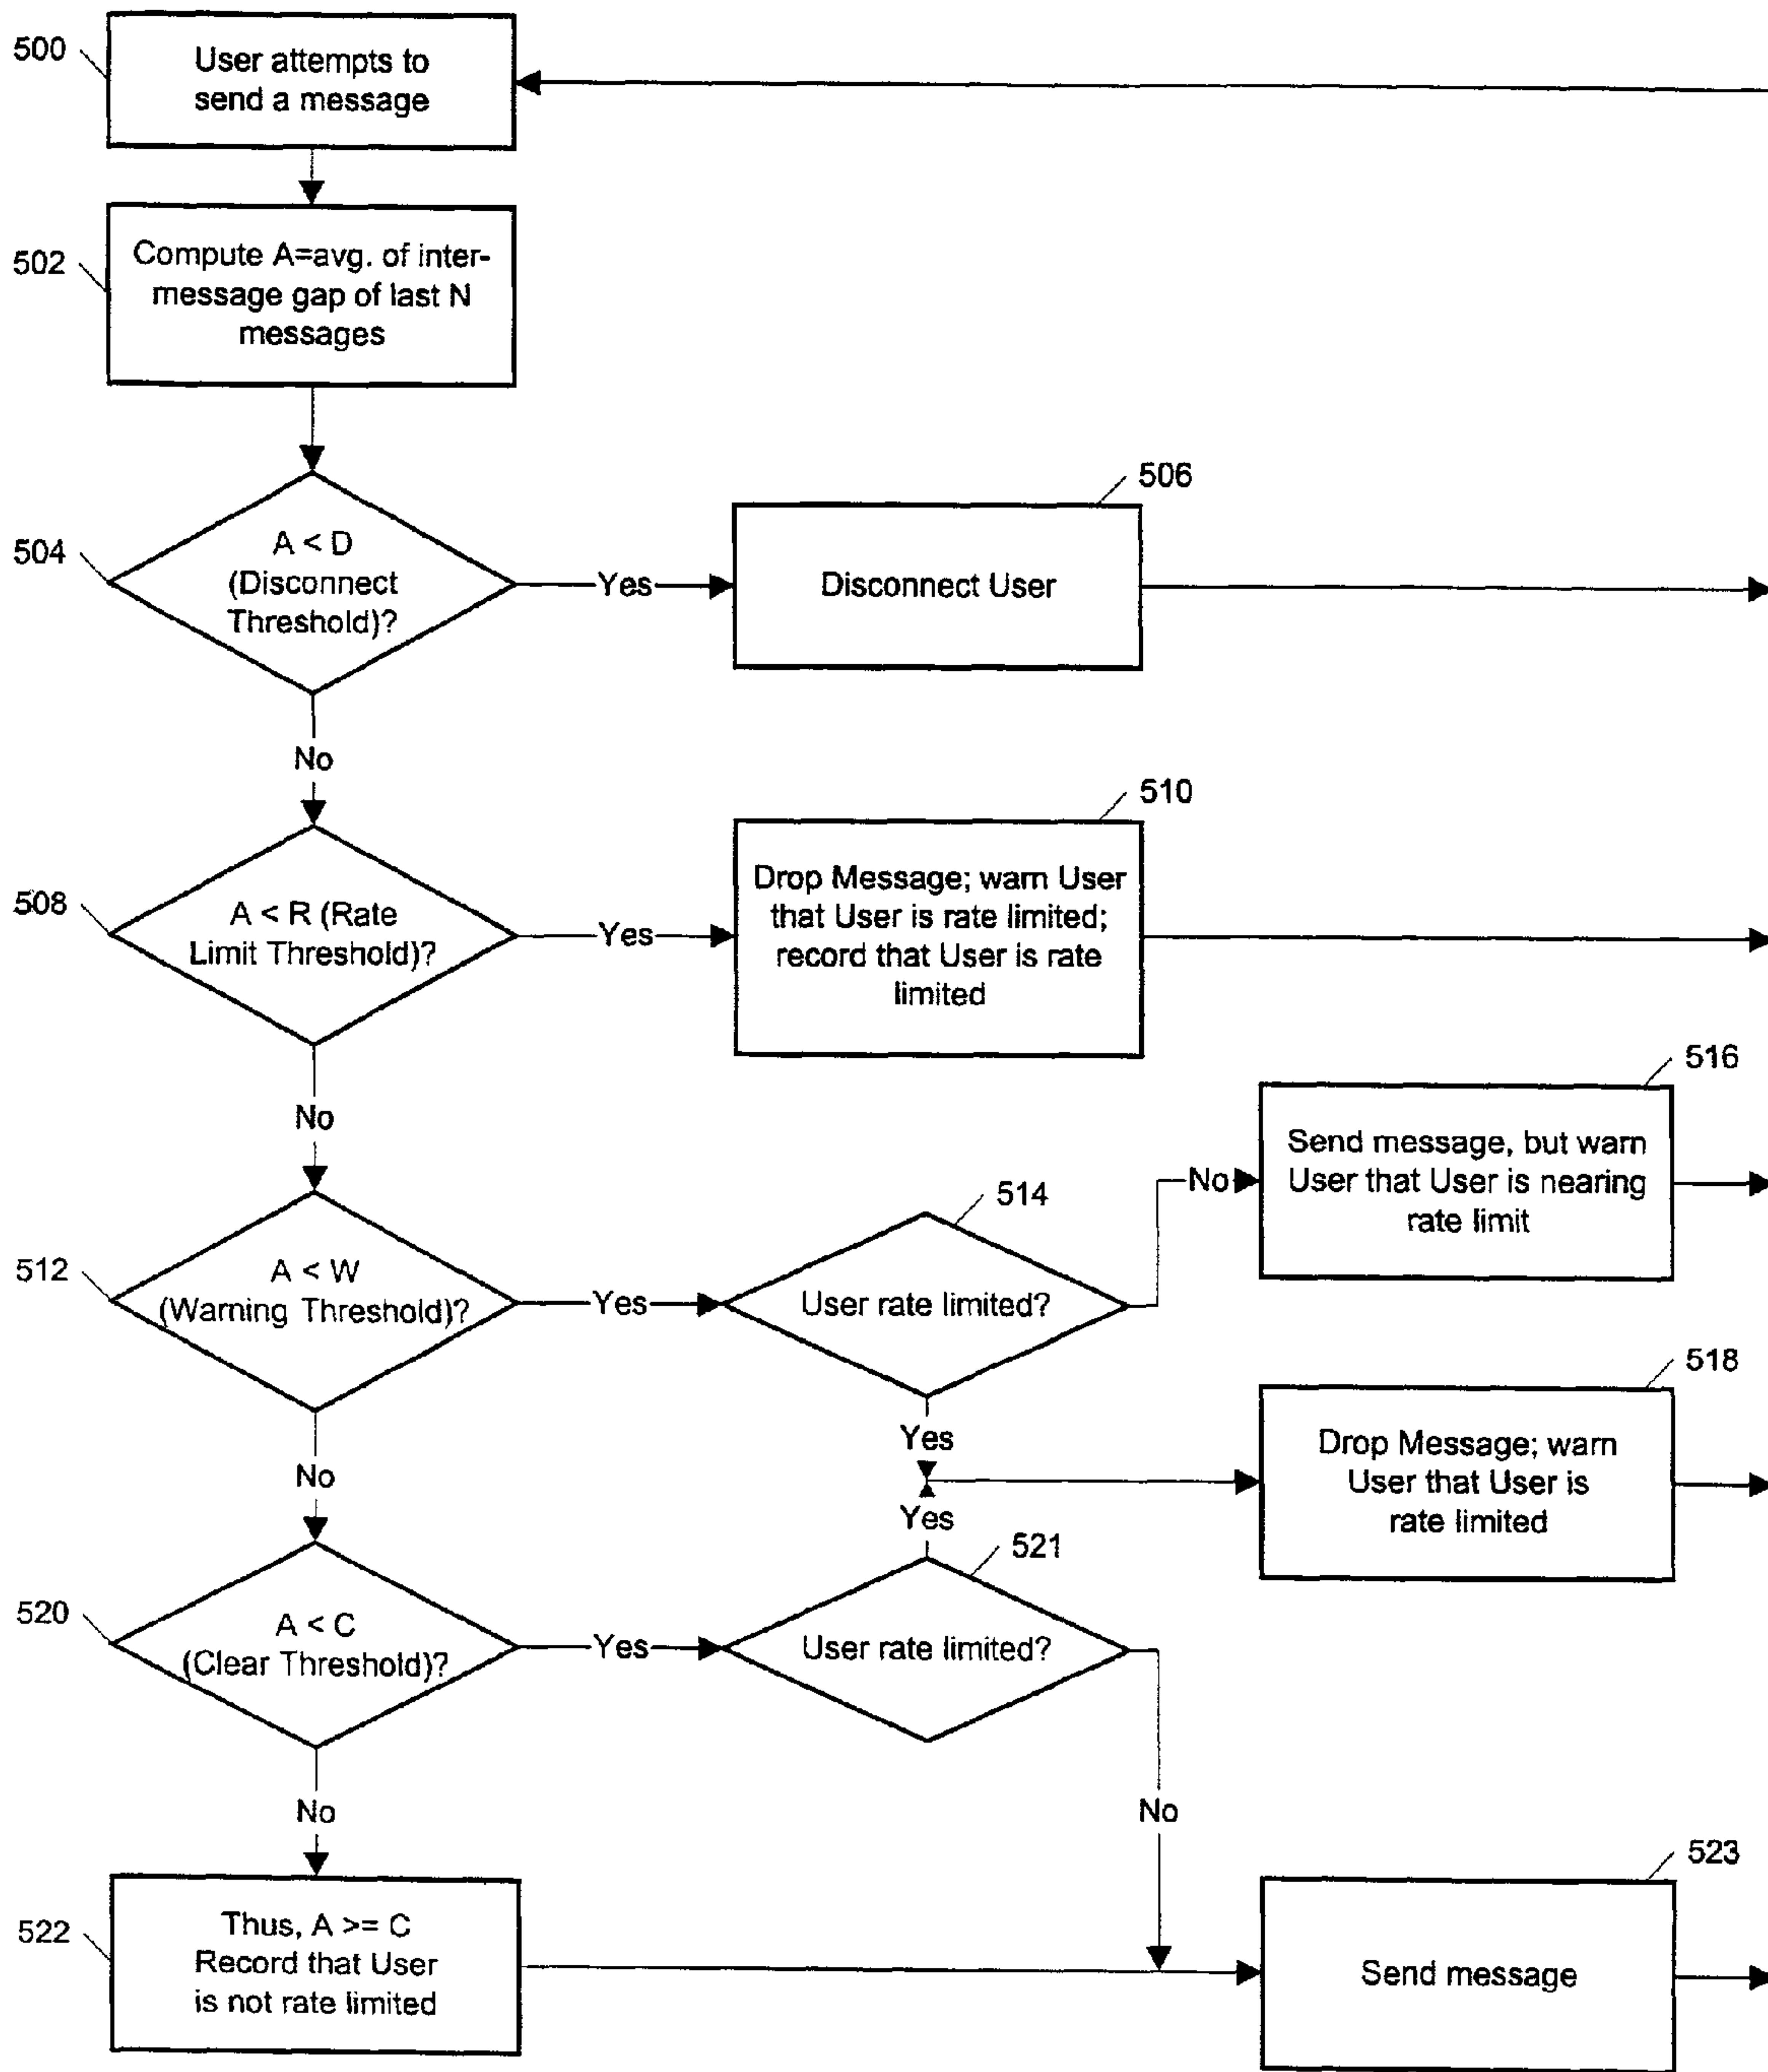 500
User attempts to
send a message
502
Compute A=avg. of inter-
message gap of last N
messages
504
A < D
(Disconnect
Threshold)?
Yes
506
Disconnect User
No
508
A < R (Rate
Limit Threshold)?
Yes
510
Drop Message; warn User
that User is rate limited;
record that User is rate
limited
No
512
A < W
(Warning Threshold)?
Yes
514
User rate limited?
No
516
Send message, but warn
User that User is nearing
rate limit
Yes
518
Drop Message; warn
User that User is
rate limited
No
520
A < C
(Clear Threshold)?
Yes
521
User rate limited?
Yes
No
No
522
Thus, A >= C
Record that User
is not rate limited
523
Send message